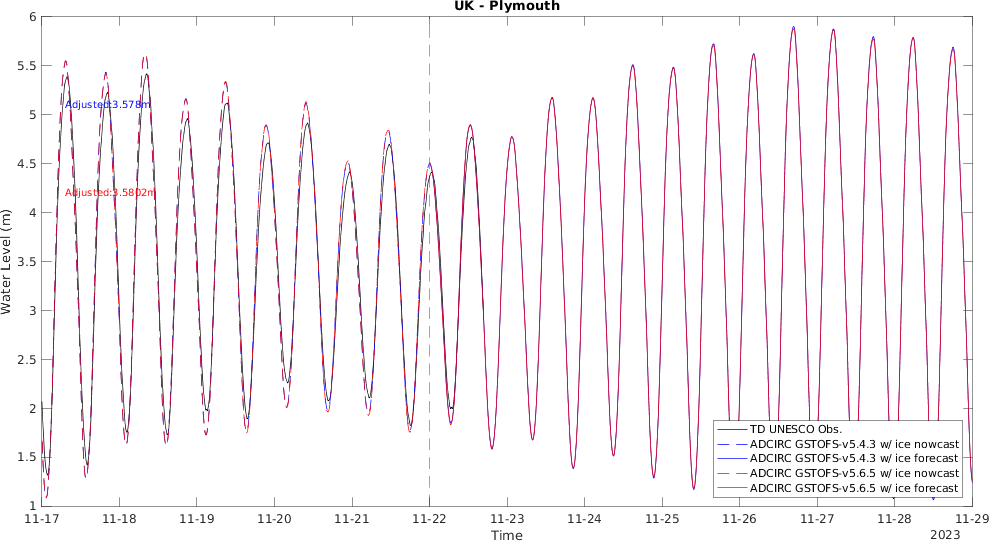 UK - Plymouth
6
5.5
5
4.5
4
3.5
3
2.5
2
1.5
1
Water Level (m)
Adjusted:3.578m
Adjusted:3.5802m
TD UNESCO Obs.
ADCIRC GSTOFS-v5.4.3 w/ ice nowcast
ADCIRC GSTOFS-v5.4.3 w/ ice forecast
ADCIRC GSTOFS-v5.6.5 w/ ice nowcast
ADCIRC GSTOFS-v5.6.5 w/ ice forecast
11-17 11-18 11-19 11-20 11-21 11-22 11-23 11-24 11-25 11-26 11-27 11-28 11-29
Time
2023